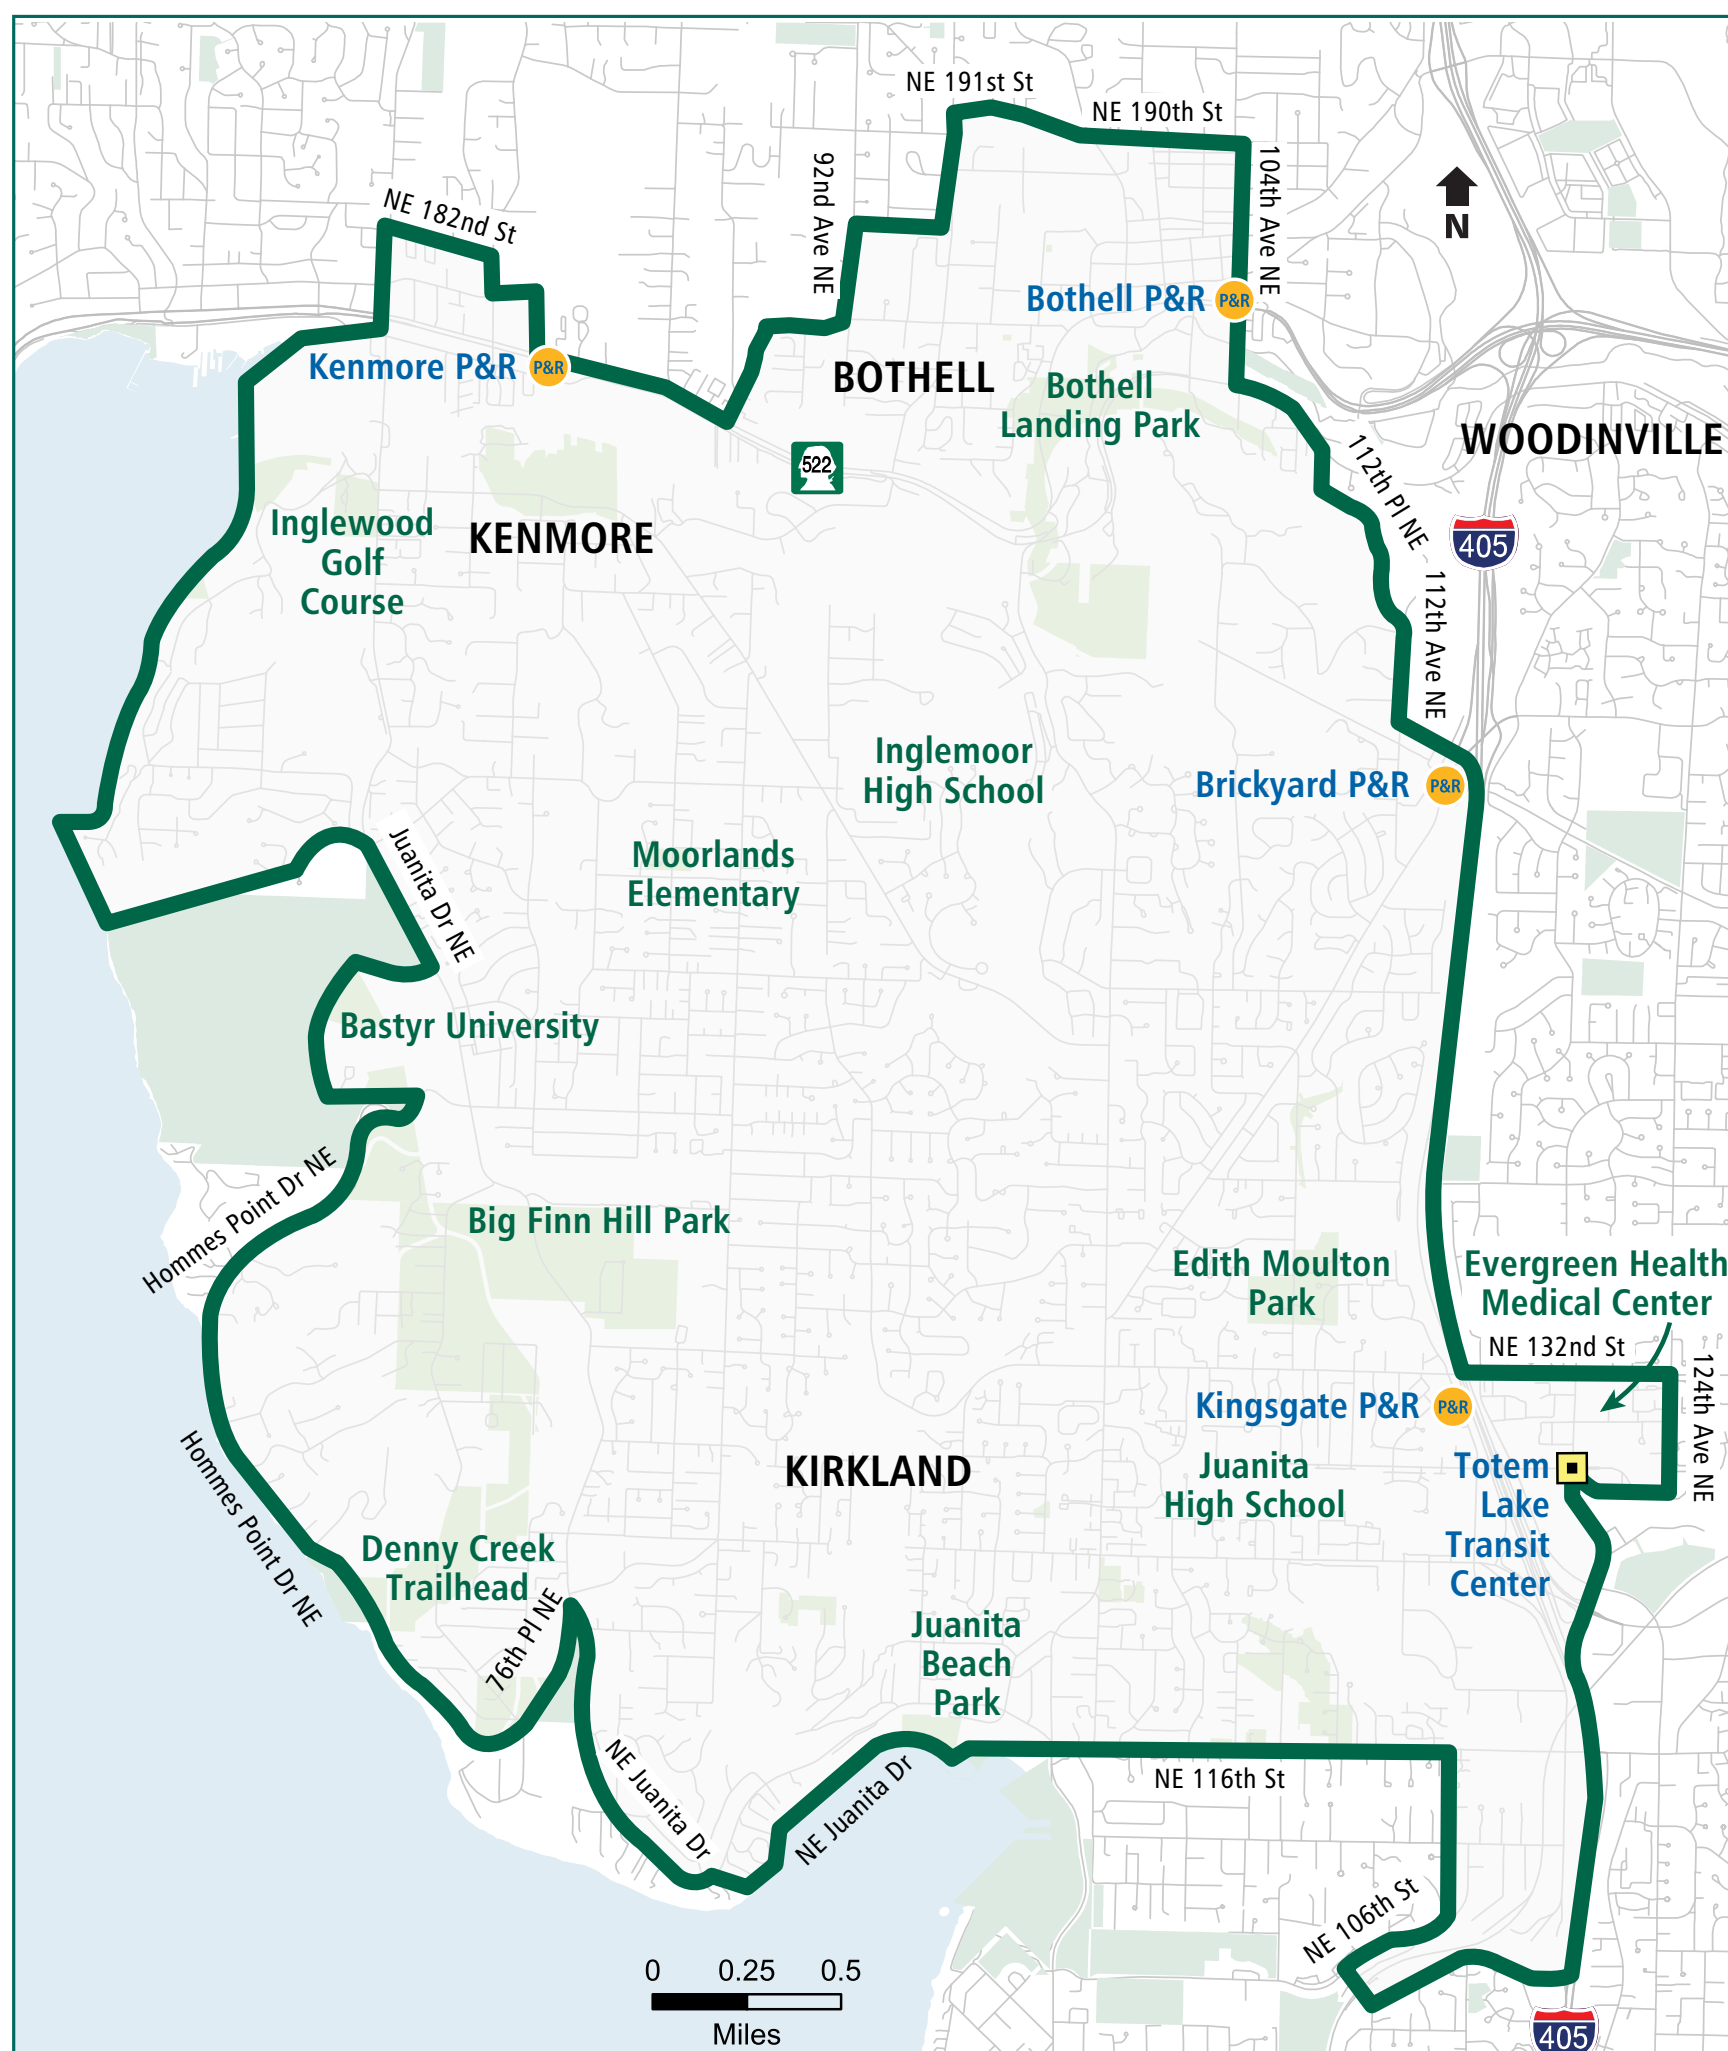 NE 191st St
NE 190th St
104th Ave NE
92nd Ave NE
NE 182nd St
N
Bothell P&R
P&R
Kenmore P&R
P&R
BOTHELL
Bothell
Landing Park
WOODINVILLE
112th Pl NE
522
405
Inglewood
Golf
Course
KENMORE
112th Ave NE
Inglemoor
High School
Brickyard P&R
P&R
Juanita Dr NE
Moorlands
Elementary
Bastyr University
Hommes Point Dr NE
Big Finn Hill Park
Edith Moulton
Park
Evergreen Health
Medical Center
NE 132nd St
124th Ave NE
Kingsgate P&R
P&R
KIRKLAND
Juanita
High School
Totem
Lake
Transit
Center
Hommes Point Dr NE
Denny Creek
Trailhead
76th Pl NE
Juanita
Beach
Park
NE Juanita Dr
NE Juanita Dr
NE 116th St
NE 106th St
0 0.25 0.5
Miles
405